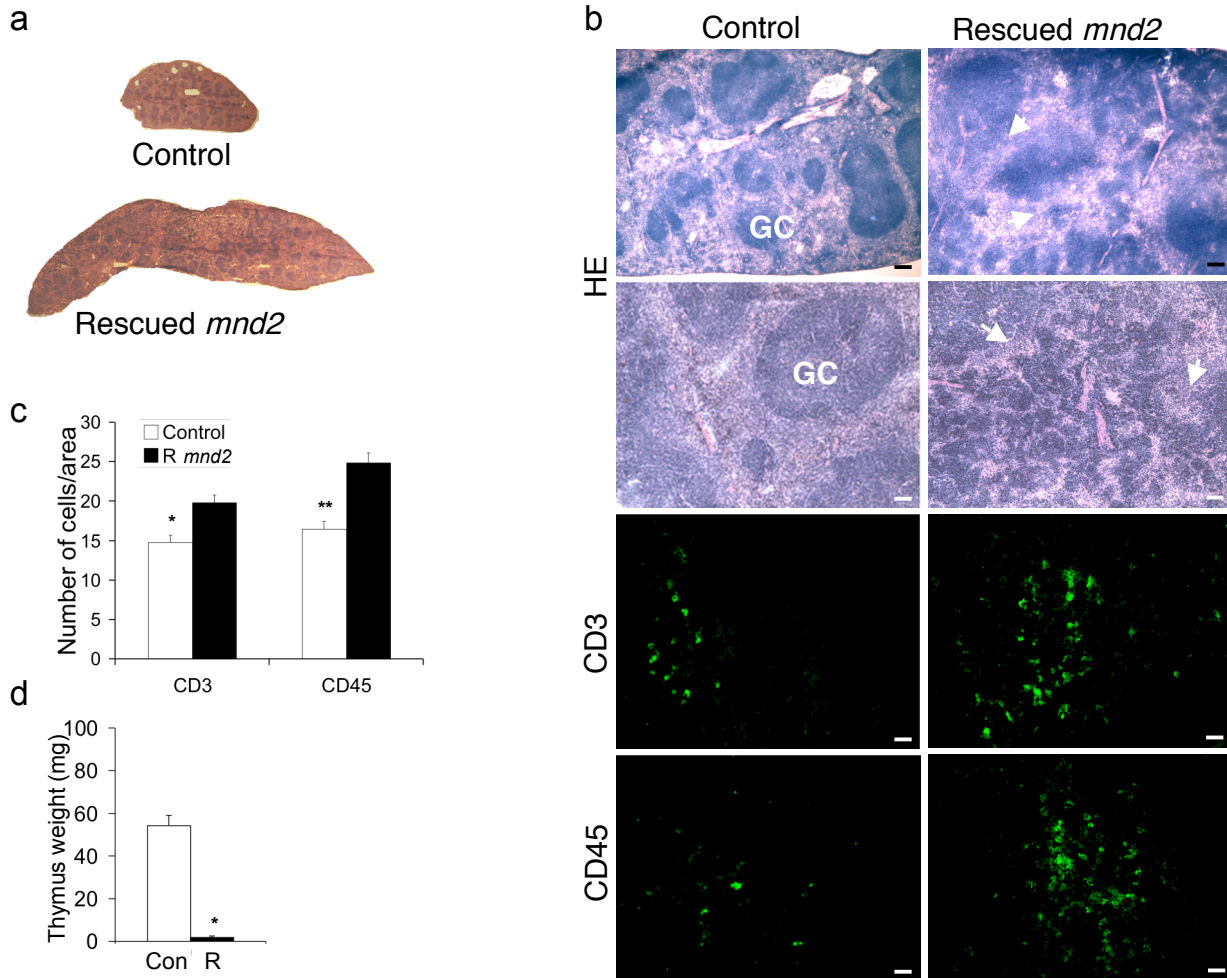 a
Control
Rescued mnd2
b
Control
Rescued mnd2
HE
GC
GC
CD3
CD45
c
Number of cells/area
30
25
20
15
10
5
0
Control
R mnd2
*
**
CD3
CD45
d
Thymus weight (mg)
100
80
60
40
20
0
*
Con R